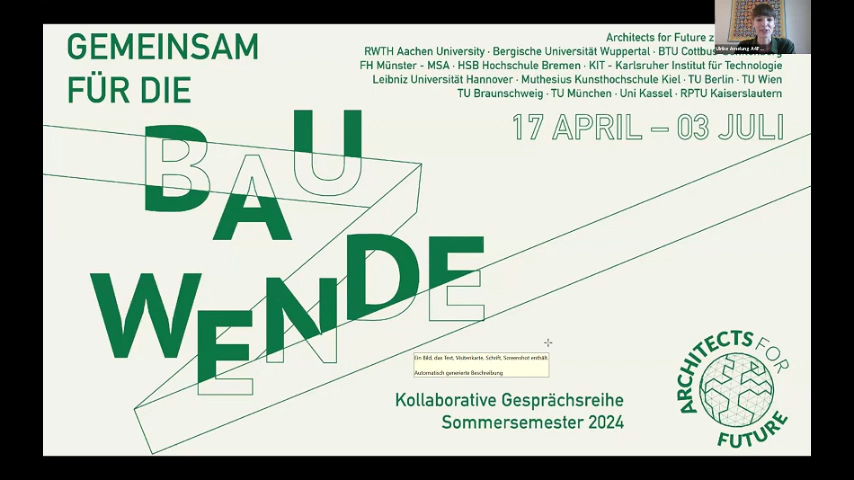 GEMEINSAM
FÜR DIE
BAU
WENDE
Architects for Future
RWTH Aachen University · Bergische Universität Wuppertal · BTU Cottbus
FH Münster - MSA · HSB Hochschule Bremen · KIT - Karlsruher Institut für Technologie
Leibniz Universität Hannover · Muthesius Kunsthochschule Kiel · TU Berlin · TU Wien
TU Braunschweig · TU München · Uni Kassel · RPTU Kaiserslautern
17 APRIL – 03 JULI
Ein Bild, das Text, Visitenkarte, Schrift, Screenshot enthält.
Automatisch generierte Beschreibung
Kollaborative Gesprächsreihe
Sommersemester 2024
ARCHITECTS FOR
FUTURE